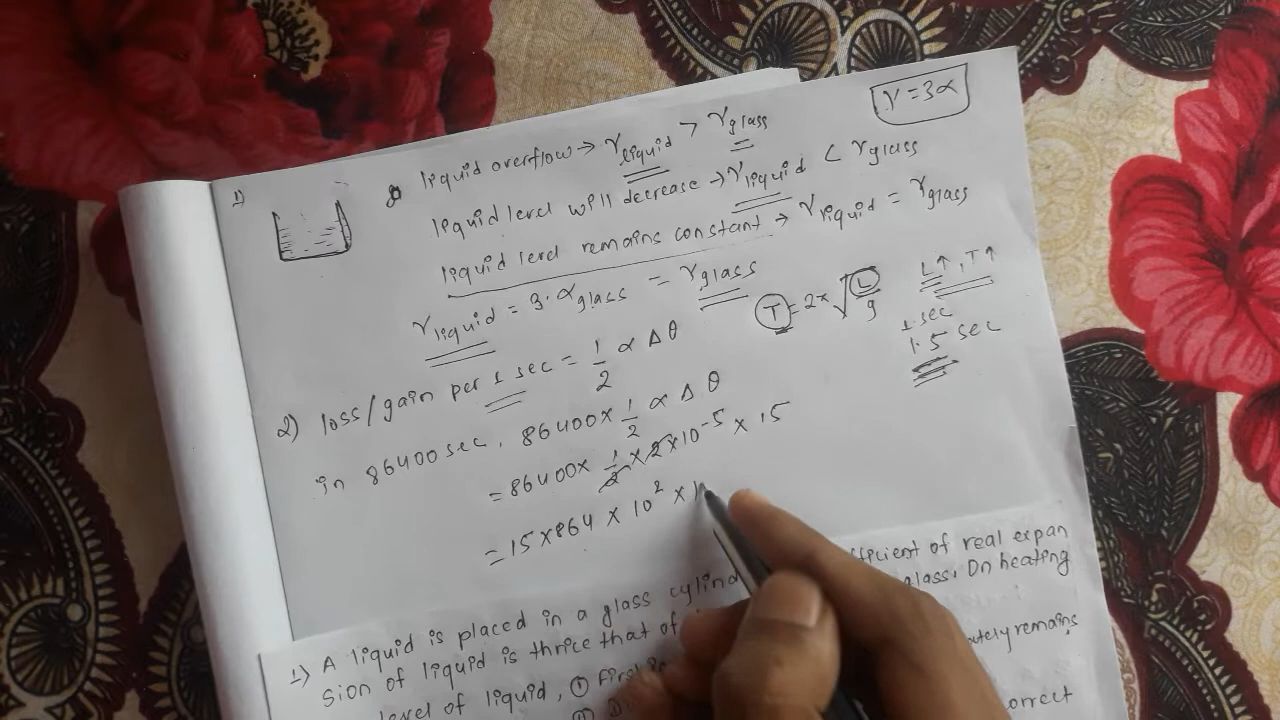 γ = 3α
1)
liquid overflow → γliquid > γglass
liquid level will decrease → γliquid < γglass
liquid level remains constant → γliquid = γglass
γliquid = 3·αglass = γglass
T = 2π √L/g
L↑, T↑
1 sec
1.5 sec
2) loss/gain per 1 sec = 1/2 α Δθ
in 86400 sec, 86400 × 1/2 α Δθ
= 86400 × 1/2 × 2 × 10⁻⁵ × 15
= 15 × 864 × 10² ×
1) A liquid is placed in a glass of real expan
sion of liquid is thrice that of glass. On heating
level of liquid, ① remains